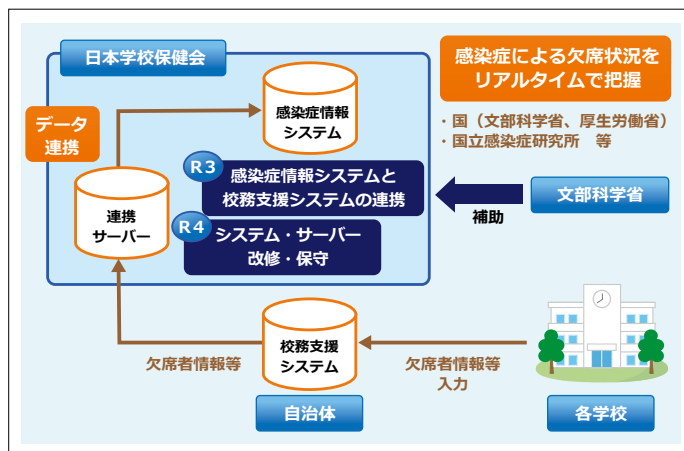 日本学校保健会
感染症による欠席状況を
リアルタイムで把握
・国（文部科学省、厚生労働省）
・国立感染症研究所　等
感染症情報
システム
データ
連携
R3
感染症情報システムと
校務支援システムの連携
連携
サーバー
R4
システム・サーバー
改修・保守
補助
文部科学省
校務支援
システム
欠席者情報等
欠席者情報等
入力
自治体
各学校